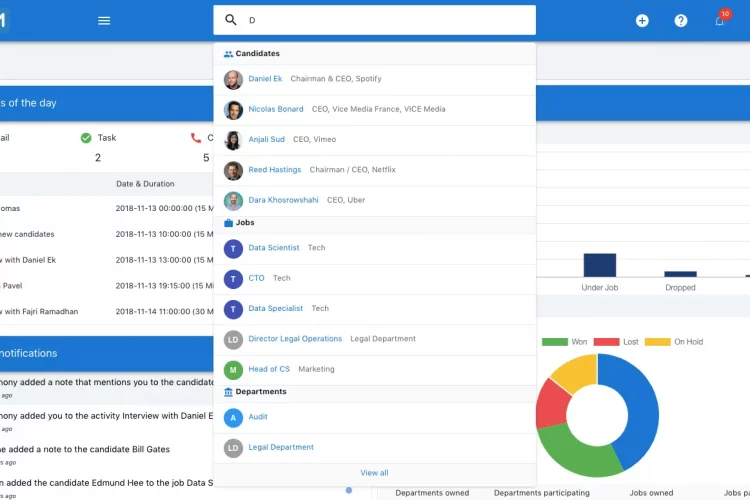 M
D
10
Candidates
Daniel Ek Chairman & CEO, Spotify
Nicolas Bonard CEO, Vice Media France, VICE Media
Anjali Sud CEO, Vimeo
Reed Hastings Chairman / CEO, Netflix
Dara Khosrowshahi CEO, Uber
Jobs
T Data Scientist Tech
T CTO Tech
T Data Specialist Tech
LD Director Legal Operations Legal Department
M Head of CS Marketing
Departments
A Audit
LD Legal Department
View all
s of the day
ail Task C
2 5
Date & Duration
omas 2018-11-13 00:00:00 (15 M
new candidates 2018-11-13 10:00:00 (15 M
w with Daniel Ek 2018-11-13 13:00:00 (15 M
Pavel 2018-11-13 19:15:00 (15 Mi
w with Fajri Ramadhan 2018-11-14 11:00:00 (30 M
notifications
hony added a note that mentions you to the candidate
ago
hony added you to the activity Interview with Daniel E
ago
ne added a note to the candidate Bill Gates
s ago
n added the candidate Edmund Hee to the job Data S
s ago
Under Job Dropped
Won Lost On Hold
Departments owned Departments participating Jobs owned Jobs pa